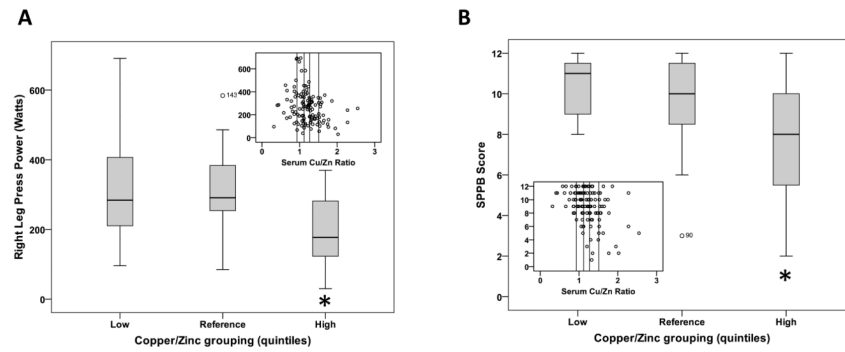 A
Right Leg Press Power (Watts)
600
400
200
0
143
1000
800
600
400
200
0
0 1 2 3
Serum Cu/Zn Ratio
*
Low Reference High
Copper/Zinc grouping (quintiles)
B
SPPB Score
12
10
8
6
4
2
0
12
10
8
6
4
2
0
0 1 2 3
Serum Cu/Zn Ratio
90
*
Low Reference High
Copper/Zinc grouping (quintiles)